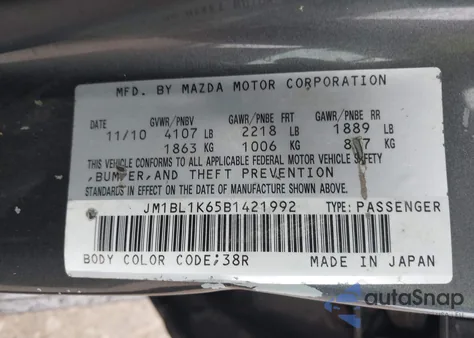 MFD. BY MAZDA MOTOR CORPORATION
GVWR/PNBV GAWR/PNBE FRT GAWR/PNBE RR
11/10 4107 LB 2218 LB 1889 LB
1863 KG 1006 KG KG
THIS VEHICLE CONFORMS TO ALL APPLICABLE FEDERAL MOTOR VEHICLE SAFETY
,BUMPER,AND THEFT PREVENTION
STANDARDS IN EFFECT ON THE DATE OF MANUFACTURE SHOWN ABOVE.
JM1BL1K65B1421992 TYPE: PASSENGER
BODY COLOR CODE;38R MADE IN JAPAN
autoSnap